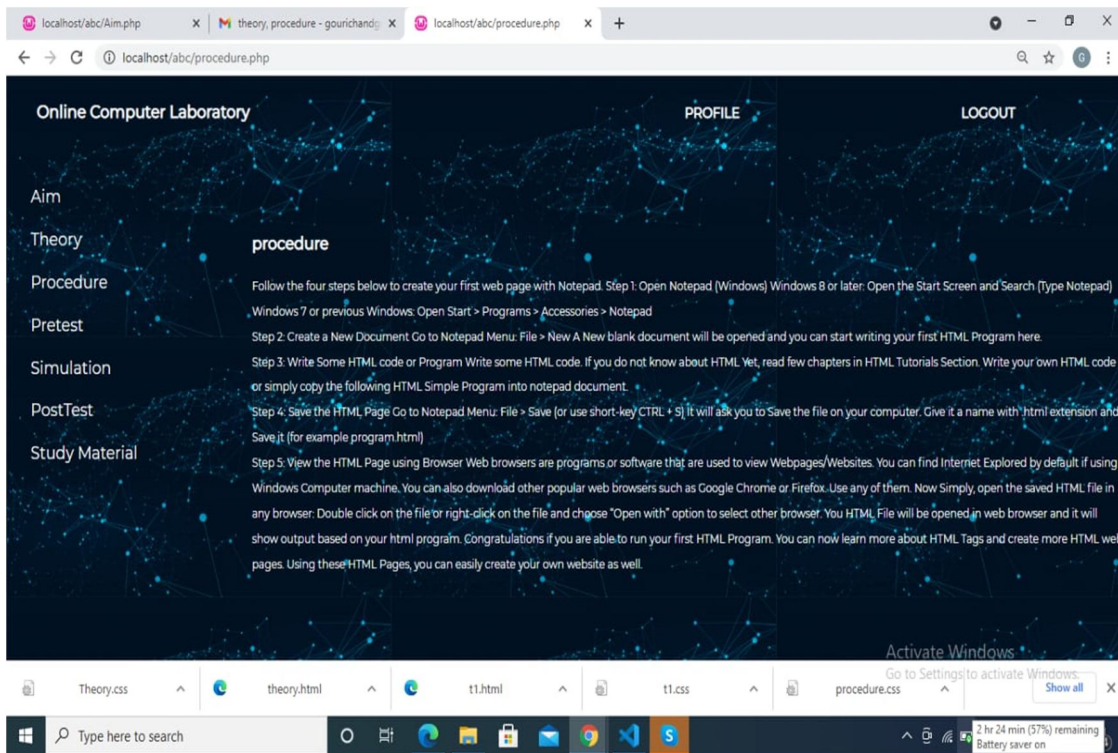 localhost/abc/Aim.php
theory, procedure - gourichandg
localhost/abc/procedure.php
localhost/abc/procedure.php
G
Online Computer Laboratory
PROFILE
LOGOUT
Aim
Theory
Procedure
Pretest
Simulation
PostTest
Study Material
procedure
Follow the four steps below to create your first web page with Notepad. Step 1: Open Notepad (Windows) Windows 8 or later: Open the Start Screen and Search (Type Notepad)
Windows 7 or previous Windows: Open Start > Programs > Accessories > Notepad
Step 2: Create a New Document Go to Notepad Menu: File > New A New blank document will be opened and you can start writing your first HTML Program here.
Step 3: Write Some HTML code or Program Write some HTML code. If you do not know about HTML Yet, read few chapters in HTML Tutorials Section. Write your own HTML code
or simply copy the following HTML Simple Program into notepad document.
Step 4: Save the HTML Page Go to Notepad Menu: File > Save (or use short-key CTRL + S) It will ask you to Save the file on your computer. Give it a name with .html extension and
Save it (for example program.html)
Step 5: View the HTML Page using Browser Web browsers are programs or software that are used to view Webpages/Websites. You can find Internet Explored by default if using
Windows Computer machine. You can also download other popular web browsers such as Google Chrome or Firefox. Use any of them. Now Simply, open the saved HTML file in
any browser: Double click on the file or right-click on the file and choose “Open with” option to select other browser. You HTML File will be opened in web browser and it will
show output based on your html program. Congratulations if you are able to run your first HTML Program. You can now learn more about HTML Tags and create more HTML web
pages. Using these HTML Pages, you can easily create your own website as well.
Activate Windows
Go to Settings to activate Windows.
Theory.css
theory.html
t1.html
t1.css
procedure.css
Show all
Type here to search
S
2 hr 24 min (57%) remaining
Battery saver on